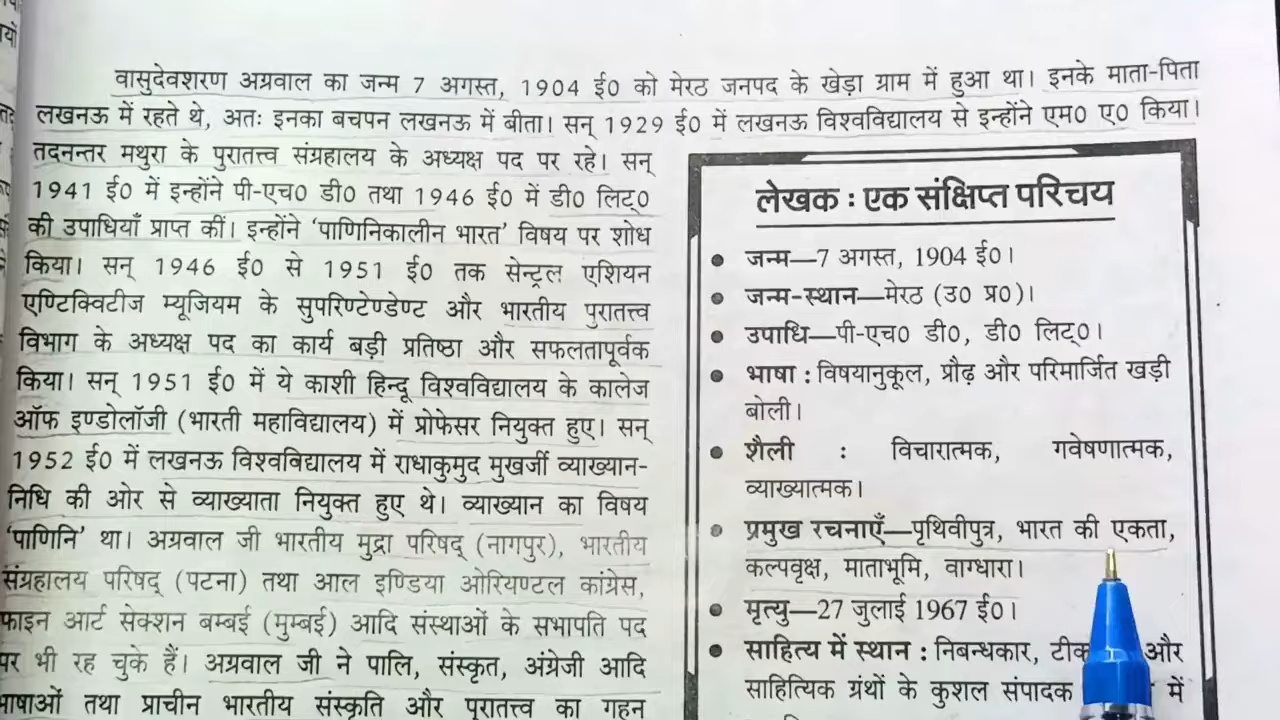 वासुदेवशरण अग्रवाल का जन्म 7 अगस्त, 1904 ई0 को मेरठ जनपद के खेड़ा ग्राम में हुआ था। इनके माता-पिता
लखनऊ में रहते थे, अतः इनका बचपन लखनऊ में बीता। सन् 1929 ई0 में लखनऊ विश्वविद्यालय से इन्होंने एम0 ए0 किया।
तदनन्तर मथुरा के पुरातत्त्व संग्रहालय के अध्यक्ष पद पर रहे। सन्
1941 ई0 में इन्होंने पी-एच0 डी0 तथा 1946 ई0 में डी0 लिट्0
की उपाधियाँ प्राप्त कीं। इन्होंने ‘पाणिनिकालीन भारत’ विषय पर शोध
किया। सन् 1946 ई0 से 1951 ई0 तक सेन्ट्रल एशियन
एण्टिक्विटीज म्यूजियम के सुपरिण्टेण्डेण्ट और भारतीय पुरातत्त्व
विभाग के अध्यक्ष पद का कार्य बड़ी प्रतिष्ठा और सफलतापूर्वक
किया। सन् 1951 ई0 में ये काशी हिन्दू विश्वविद्यालय के कालेज
ऑफ इण्डोलॉजी (भारती महाविद्यालय) में प्रोफेसर नियुक्त हुए। सन्
1952 ई0 में लखनऊ विश्वविद्यालय में राधाकुमुद मुखर्जी व्याख्यान-
निधि की ओर से व्याख्याता नियुक्त हुए थे। व्याख्यान का विषय
‘पाणिनि’ था। अग्रवाल जी भारतीय मुद्रा परिषद् (नागपुर), भारतीय
संग्रहालय परिषद् (पटना) तथा आल इण्डिया ओरियण्टल कांग्रेस,
फाइन आर्ट सेक्शन बम्बई (मुम्बई) आदि संस्थाओं के सभापति पद
पर भी रह चुके हैं। अग्रवाल जी ने पालि, संस्कृत, अंग्रेजी आदि
भाषाओं तथा प्राचीन भारतीय संस्कृति और पुरातत्त्व का गहन
लेखक : एक संक्षिप्त परिचय
• जन्म—7 अगस्त, 1904 ई0।
• जन्म-स्थान—मेरठ (उ0 प्र0)।
• उपाधि—पी-एच0 डी0, डी0 लिट्0।
• भाषा : विषयानुकूल, प्रौढ़ और परिमार्जित खड़ी
बोली।
• शैली : विचारात्मक, गवेषणात्मक,
व्याख्यात्मक।
• प्रमुख रचनाएँ—पृथिवीपुत्र, भारत की एकता,
कल्पवृक्ष, माताभूमि, वाग्धारा।
• मृत्यु—27 जुलाई 1967 ई0।
• साहित्य में स्थान : निबन्धकार, और
साहित्यिक ग्रंथों के कुशल संपादक में